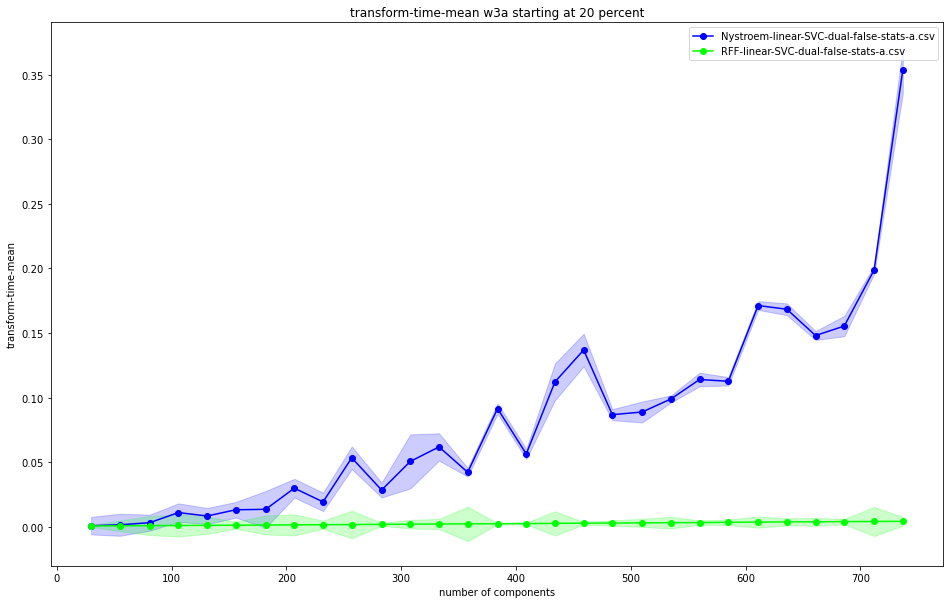 transform-time-mean w3a starting at 20 percent
Nystroem-linear-SVC-dual-false-stats-a.csv
RFF-linear-SVC-dual-false-stats-a.csv
0.35
0.30
0.25
0.20
0.15
0.10
0.05
0.00
transform-time-mean
0 100 200 300 400 500 600 700
number of components